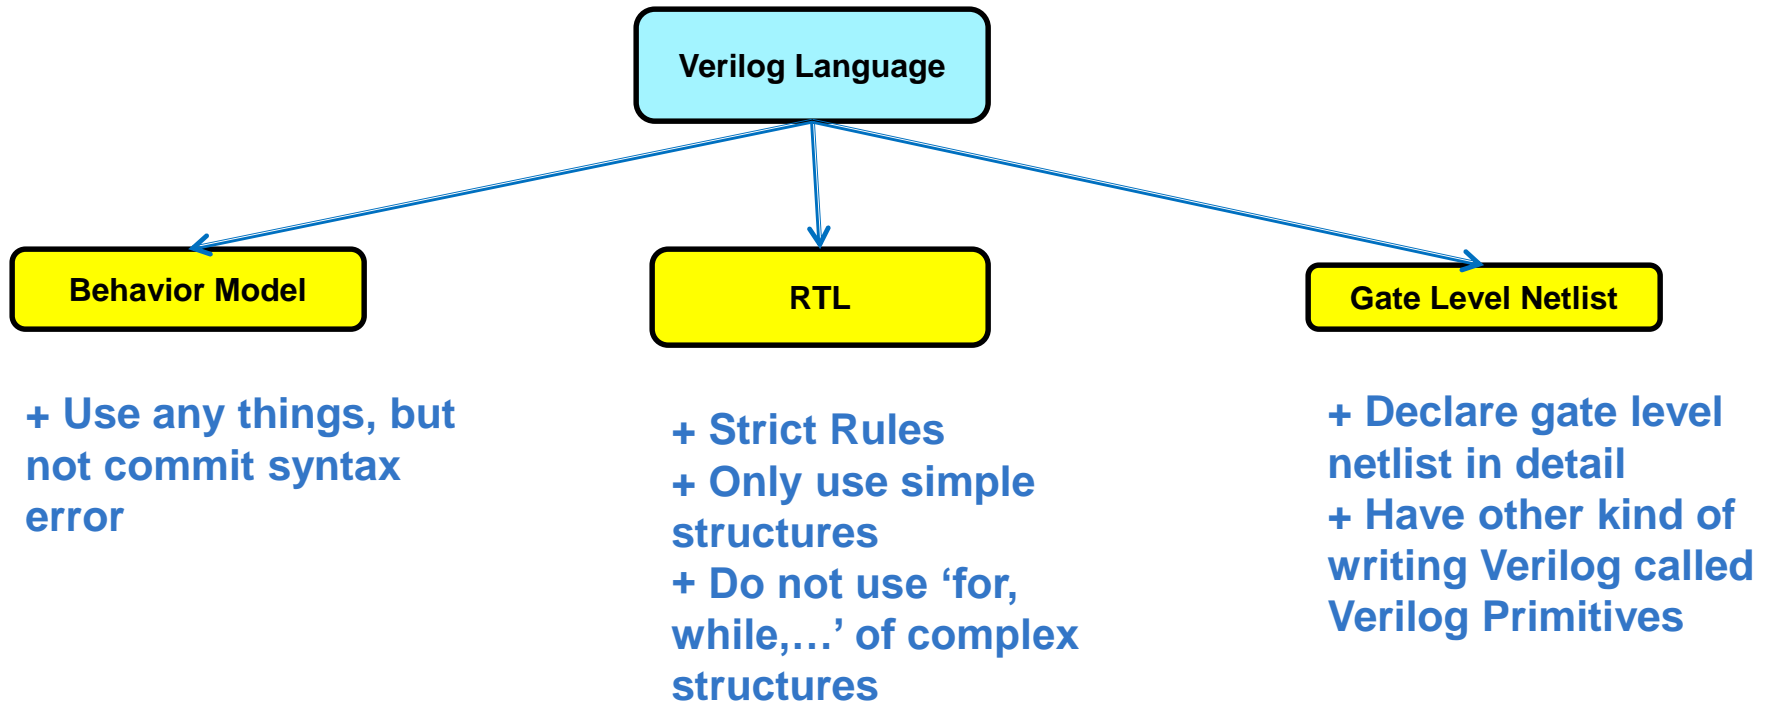 Verilog Language
Behavior Model
RTL
Gate Level Netlist
+ Use any things, but
not commit syntax
error
+ Strict Rules
+ Only use simple
structures
+ Do not use ‘for,
while,…’ of complex
structures
+ Declare gate level
netlist in detail
+ Have other kind of
writing Verilog called
Verilog Primitives